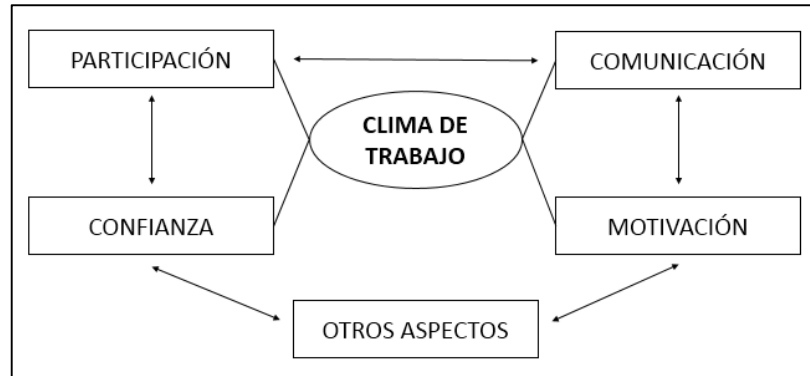 PARTICIPACIÓN
COMUNICACIÓN
CLIMA DE
TRABAJO
CONFIANZA
MOTIVACIÓN
OTROS ASPECTOS